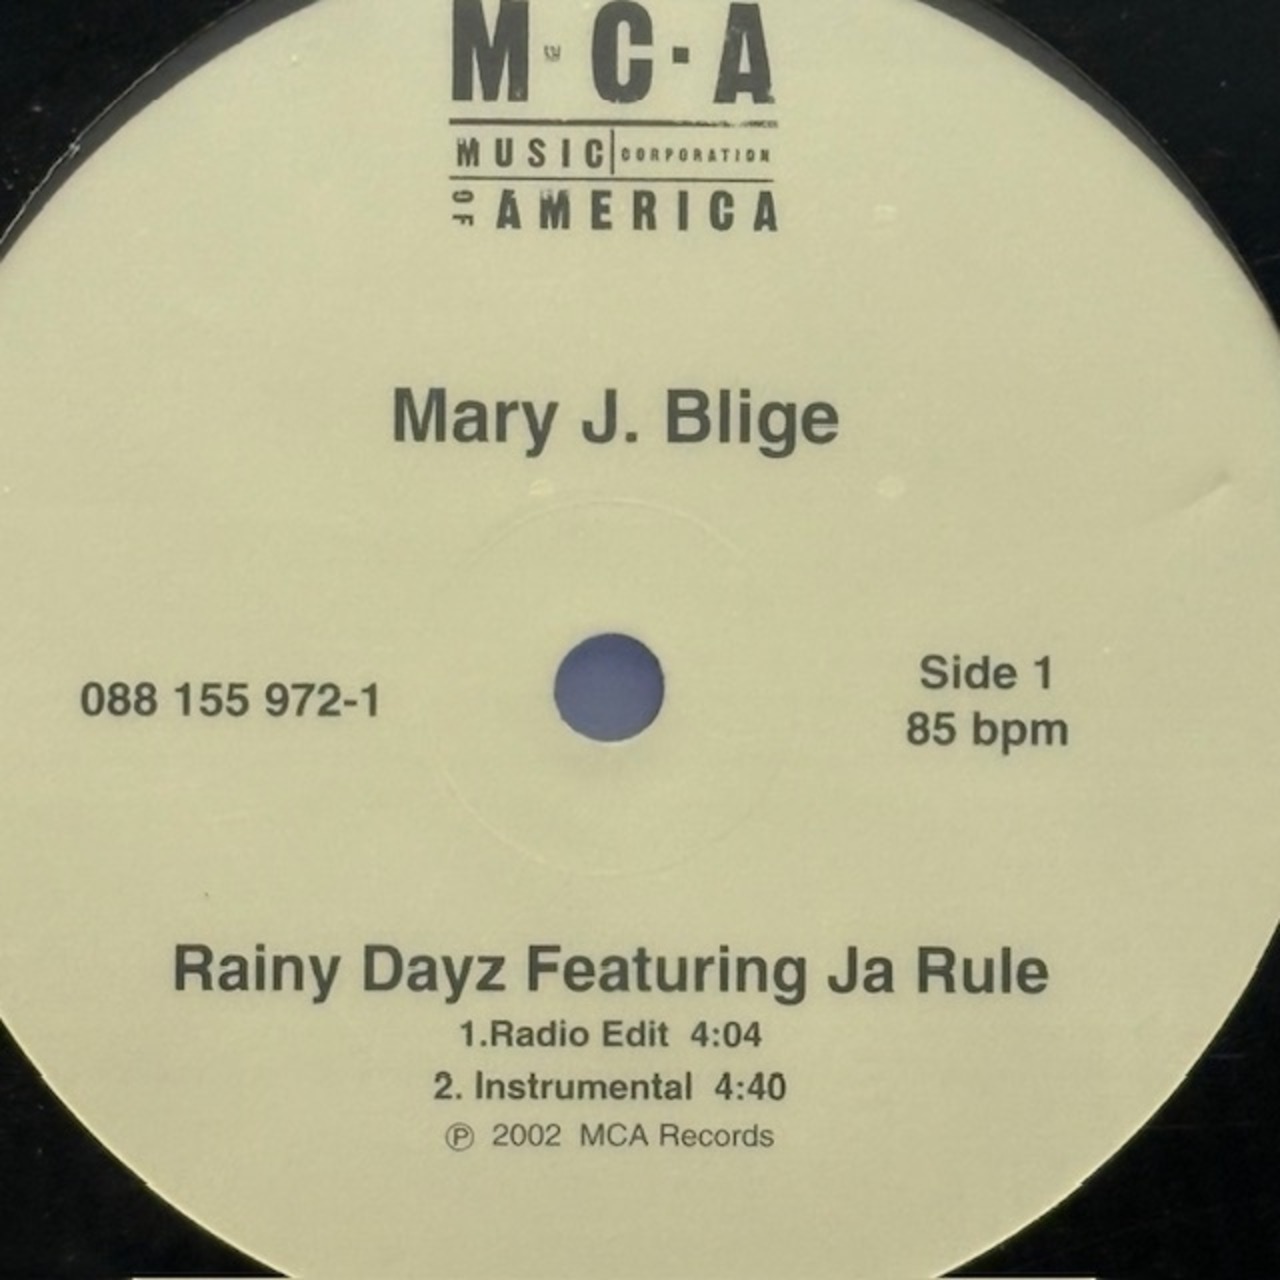 M·C·A
MUSIC CORPORATION
OF AMERICA
Mary J. Blige
088 155 972-1
Side 1
85 bpm
Rainy Dayz Featuring Ja Rule
1.Radio Edit 4:04
2. Instrumental 4:40
℗ 2002 MCA Records